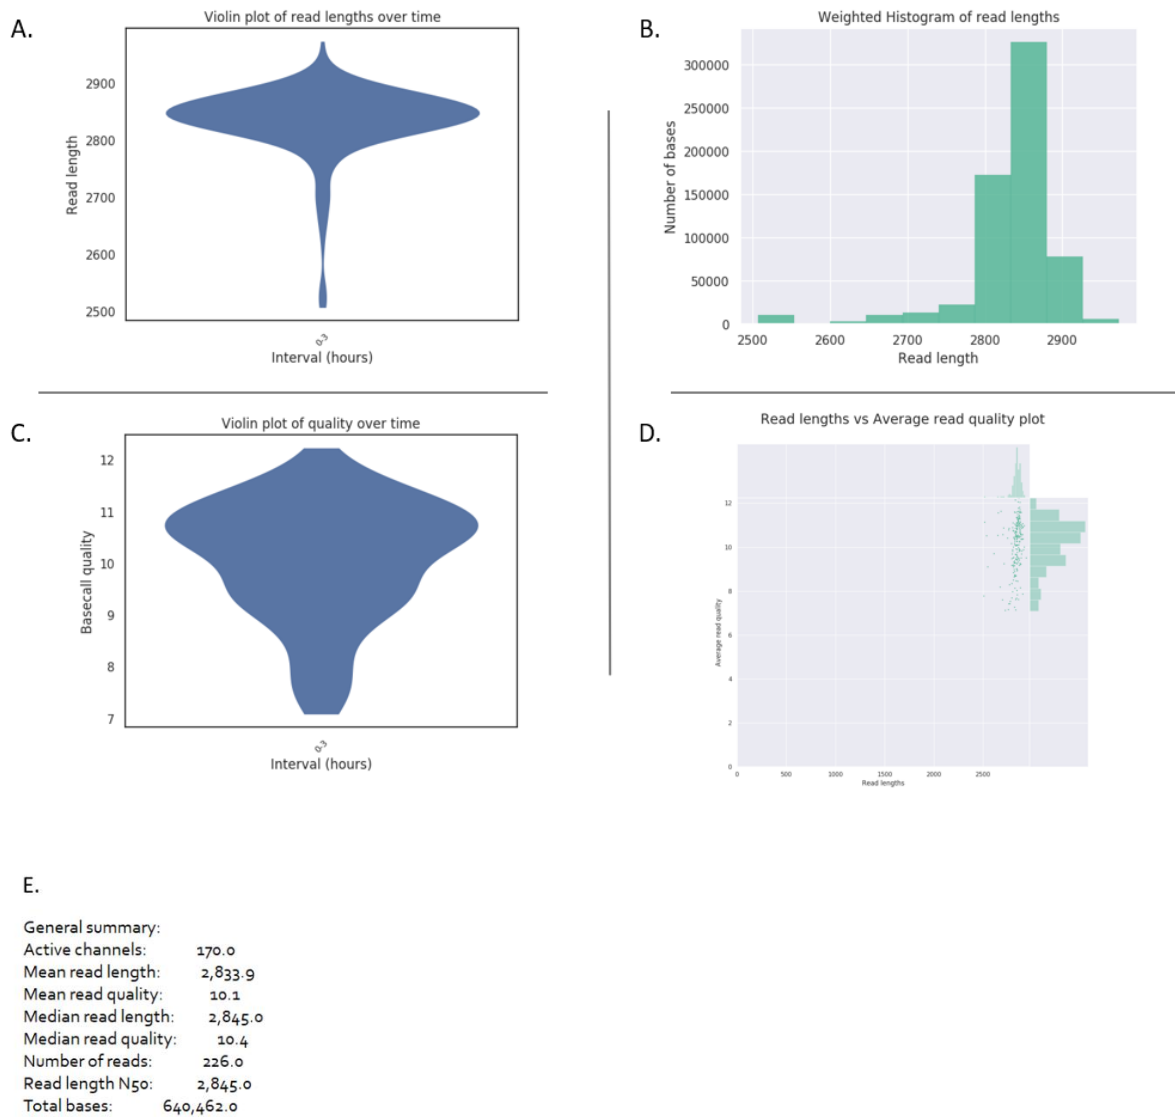 A.
Violin plot of read lengths over time
Read length
2900
2800
2700
2600
2500
0-3
Interval (hours)
B.
Weighted Histogram of read lengths
Number of bases
300000
250000
200000
150000
100000
50000
0
2500 2600 2700 2800 2900
Read length
C.
Violin plot of quality over time
Basecall quality
12
11
10
9
8
7
0-3
Interval (hours)
D.
Read lengths vs Average read quality plot
Average read quality
12
10
8
6
4
2
0
0 500 1000 1500 2000 2500
Read lengths
E.
General summary:
Active channels: 170.0
Mean read length: 2,833.9
Mean read quality: 10.1
Median read length: 2,845.0
Median read quality: 10.4
Number of reads: 226.0
Read length N50: 2,845.0
Total bases: 640,462.0